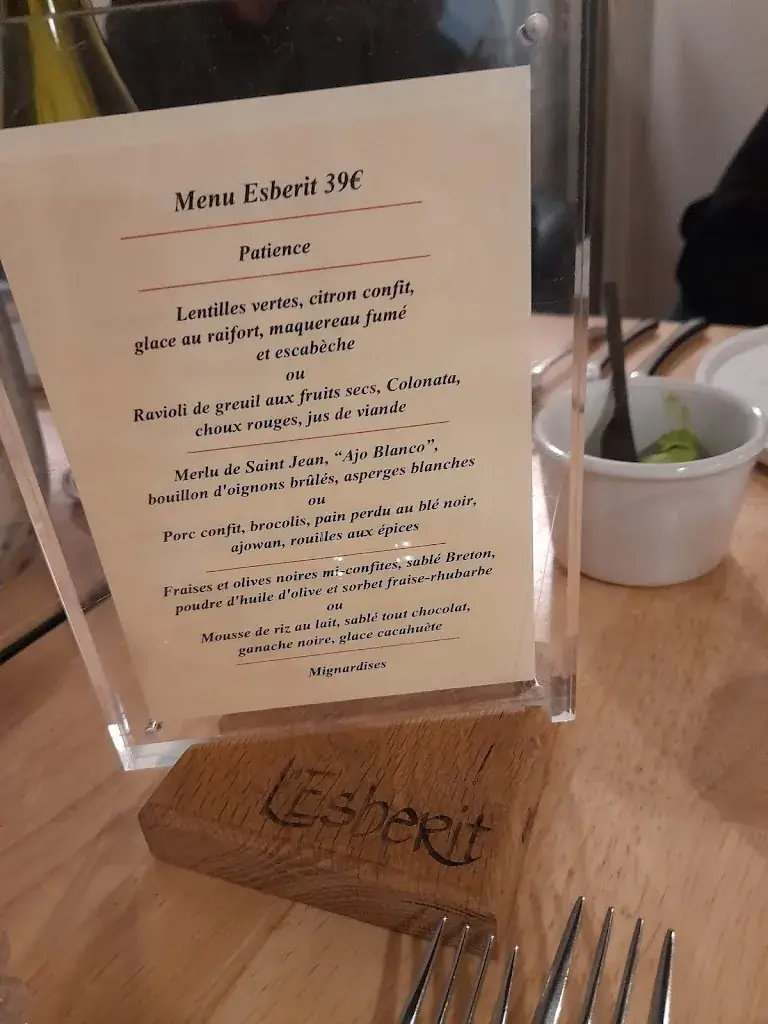 Menu Esberit 39€
Patience
Lentilles vertes, citron confit,
glace au raifort, maquereau fumé
et escabèche
ou
Ravioli de greuil aux fruits secs, Colonata,
choux rouges, jus de viande
Merlu de Saint Jean, “Ajo Blanco”,
bouillon d'oignons brûlés, asperges blanches
ou
Porc confit, brocolis, pain perdu au blé noir,
ajowan, rouilles aux épices
Fraises et olives noires mi-confites, sablé Breton,
poudre d'huile d'olive et sorbet fraise-rhubarbe
ou
Mousse de riz au lait, sablé tout chocolat,
ganache noire, glace cacahuète
Mignardises
L'Esberit